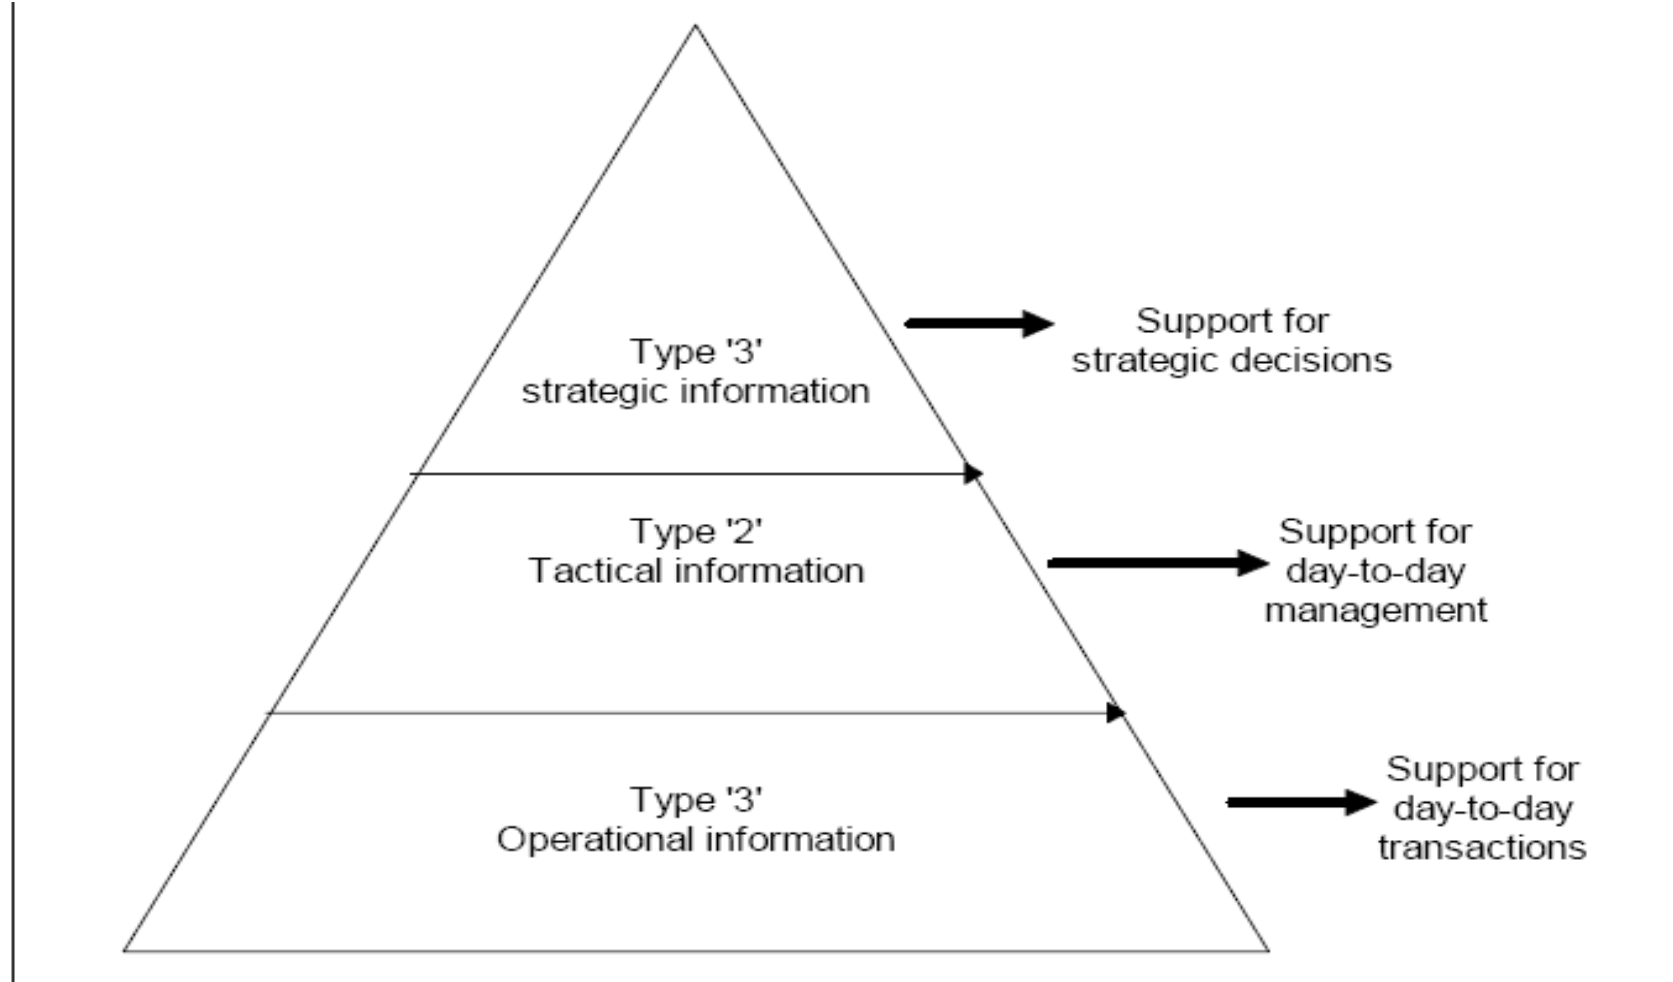 Type '3'
strategic information
Support for
strategic decisions
Type '2'
Tactical information
Support for
day-to-day
management
Type '3'
Operational information
Support for
day-to-day
transactions